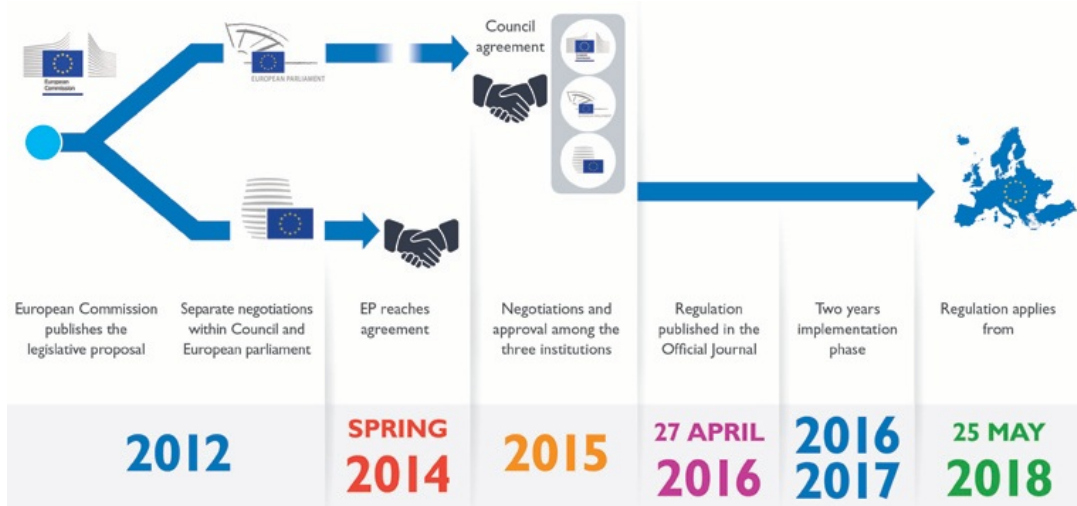 European
Commission
EUROPEAN PARLIAMENT
Council
agreement
European Commission
publishes the
legislative proposal
Separate negotiations
within Council and
European parliament
EP reaches
agreement
Negotiations and
approval among the
three institutions
Regulation
published in the
Official Journal
Two years
implementation
phase
Regulation applies
from
2012
SPRING
2014
2015
27 APRIL
2016
2016
2017
25 MAY
2018